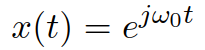 x(t) = e^{jω₀t}